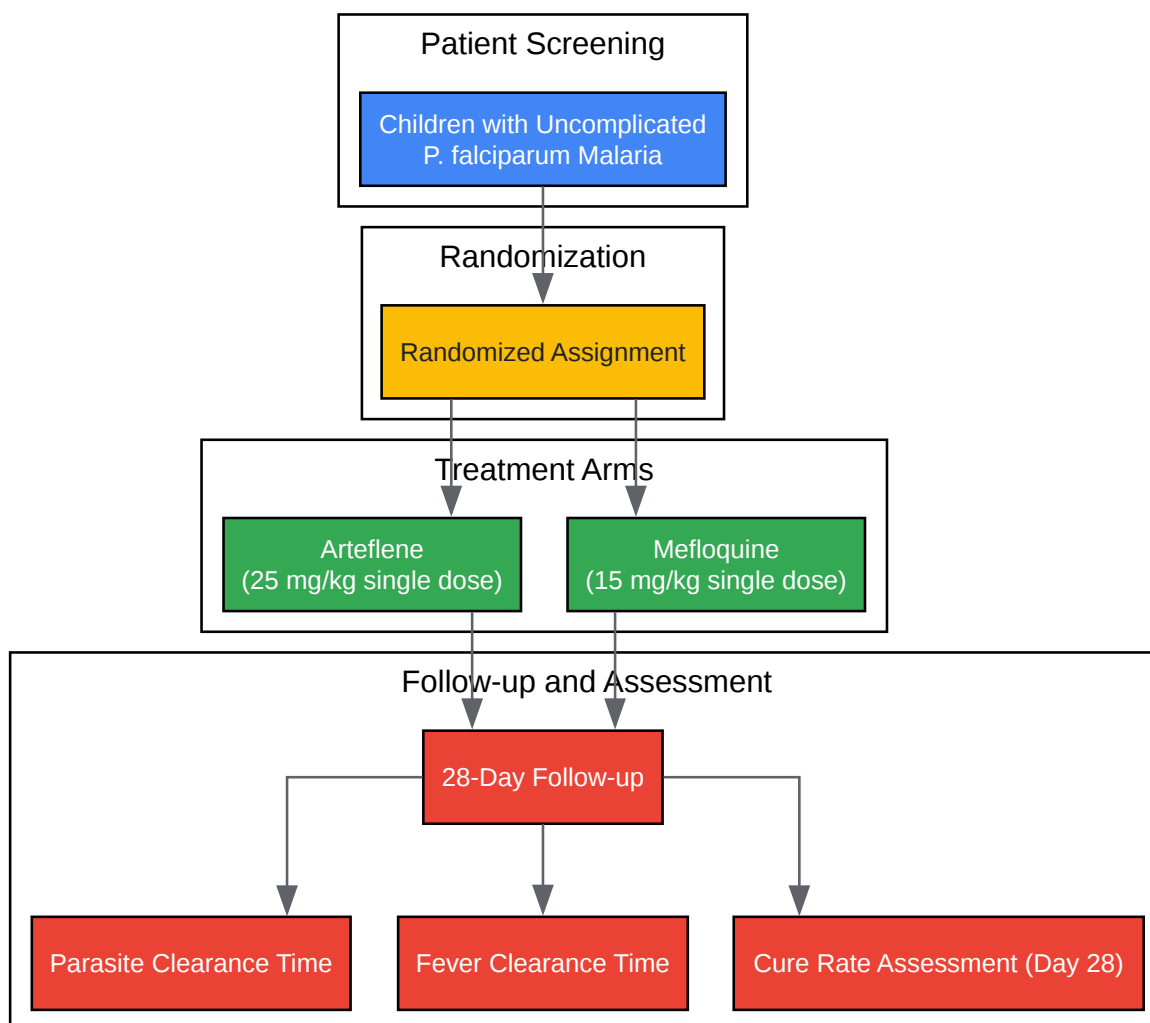 Patient Screening
Children with Uncomplicated
P. falciparum Malaria
Randomization
Randomized Assignment
Treatment Arms
Arteflene
(25 mg/kg single dose)
Mefloquine
(15 mg/kg single dose)
Follow-up and Assessment
28-Day Follow-up
Parasite Clearance Time
Fever Clearance Time
Cure Rate Assessment (Day 28)